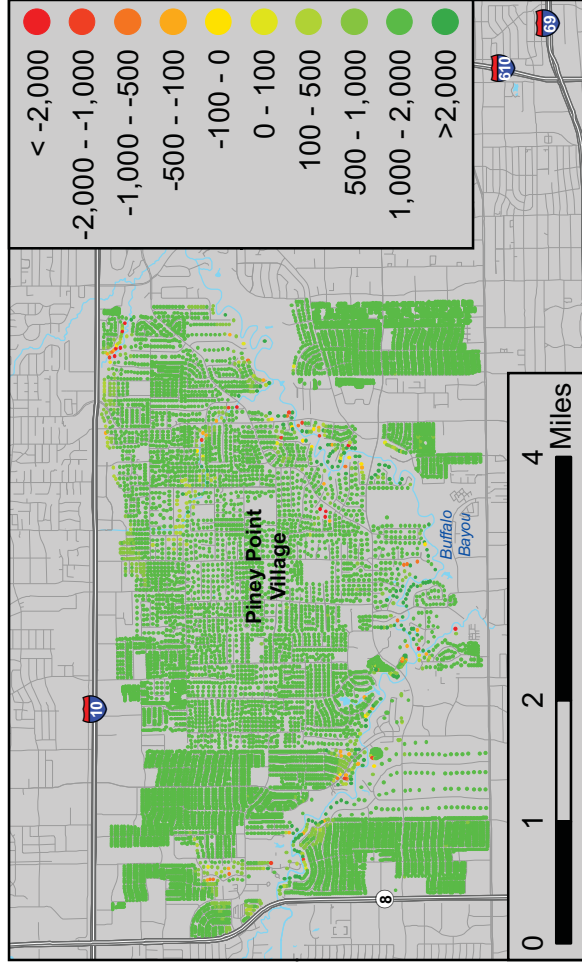 < -2,000
-2,000 - -1,000
-1,000 - -500
-500 - -100
-100 - 0
0 - 100
100 - 500
500 - 1,000
1,000 - 2,000
>2,000
10
610
69
8
Piney Point
Village
Buffalo
Bayou
0 1 2 4
Miles